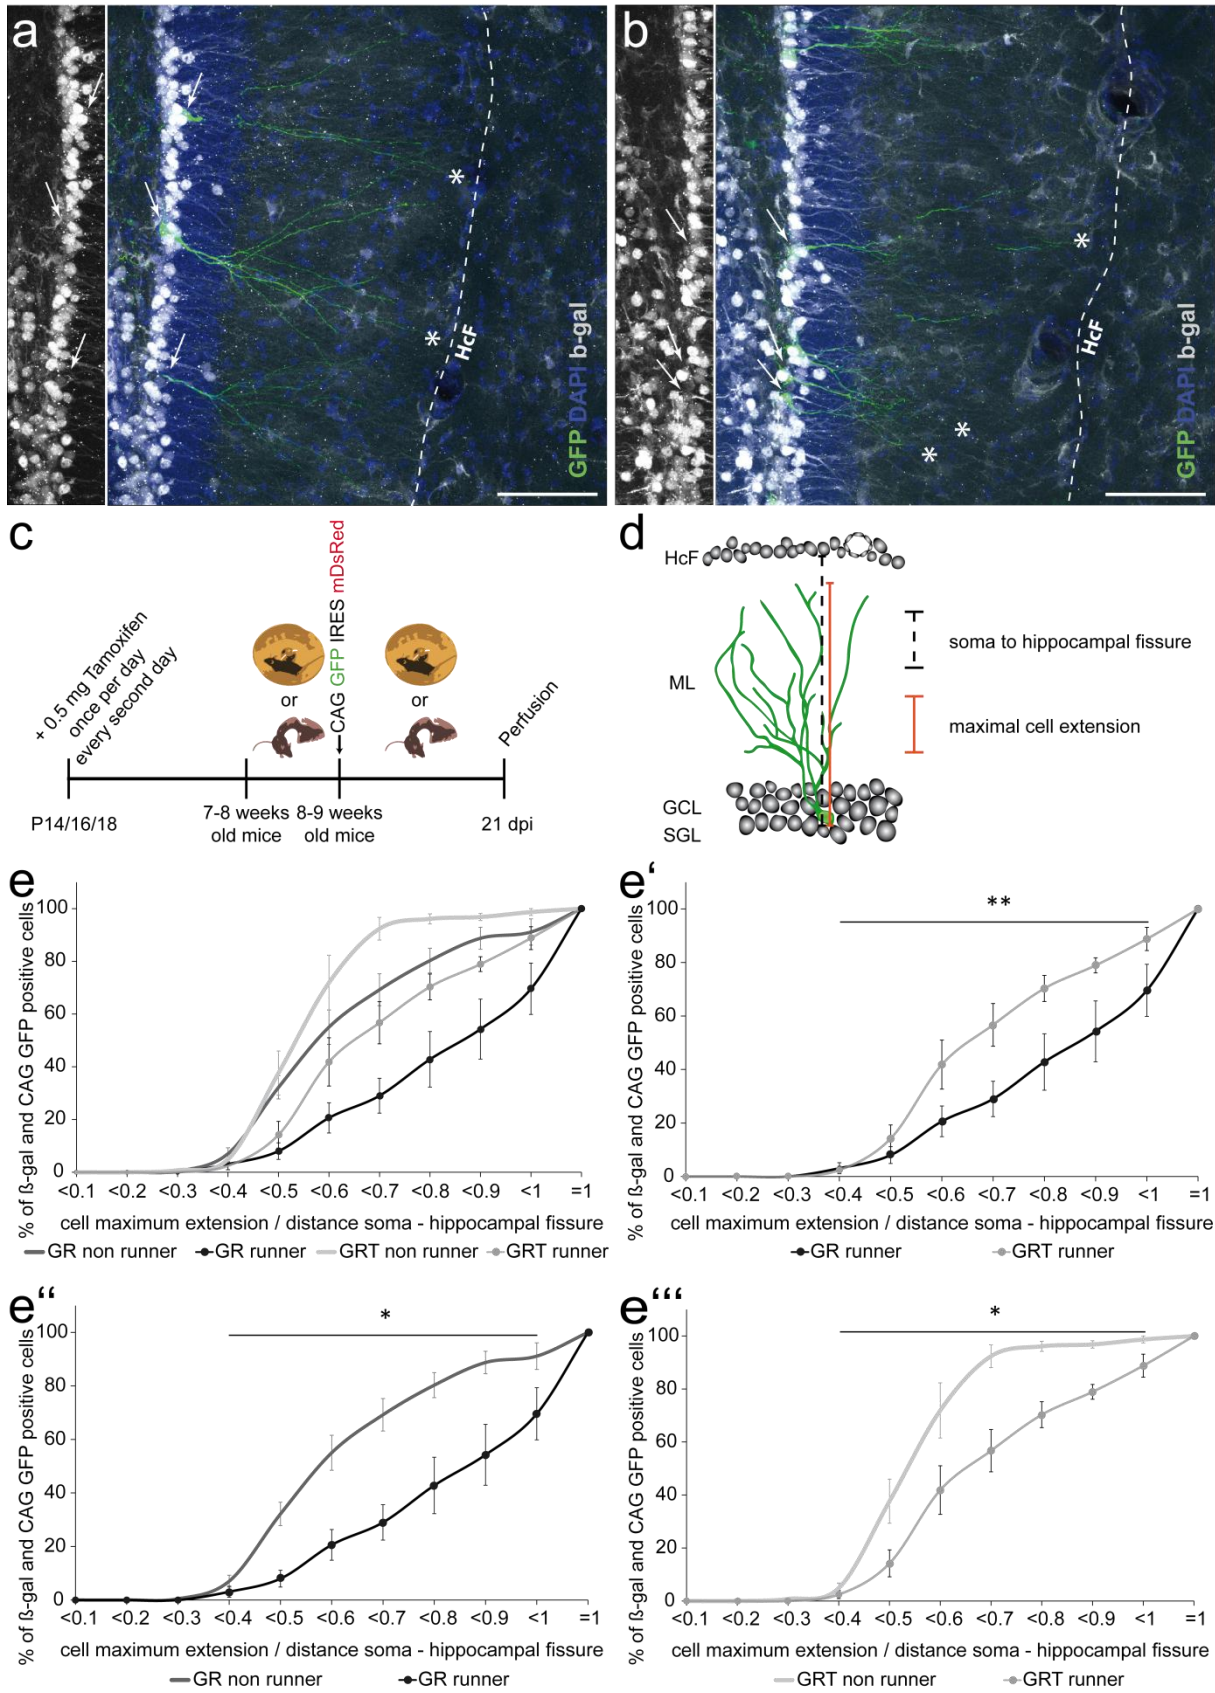 a
*
*
HcF
GFP DAPI b-gal
b
*
*
*
HcF
GFP DAPI b-gal
c
+ 0.5 mg Tamoxifen
once per day
every second day
or
CAG GFP IRES mDsRed
or
Perfusion
P14/16/18
7-8 weeks
old mice
8-9 weeks
old mice
21 dpi
d
HcF
ML
GCL
SGL
soma to hippocampal fissure
maximal cell extension
e
% of ß-gal and CAG GFP positive cells
100
80
60
40
20
0
<0.1 <0.2 <0.3 <0.4 <0.5 <0.6 <0.7 <0.8 <0.9 <1 =1
cell maximum extension / distance soma - hippocampal fissure
GR non runner GR runner GRT non runner GRT runner
e'
% of ß-gal and CAG GFP positive cells
100
80
60
40
20
0
**
<0.1 <0.2 <0.3 <0.4 <0.5 <0.6 <0.7 <0.8 <0.9 <1 =1
cell maximum extension / distance soma - hippocampal fissure
GR runner GRT runner
e''
% of ß-gal and CAG GFP positive cells
100
80
60
40
20
0
*
<0.1 <0.2 <0.3 <0.4 <0.5 <0.6 <0.7 <0.8 <0.9 <1 =1
cell maximum extension / distance soma - hippocampal fissure
GR non runner GR runner
e'''
% of ß-gal and CAG GFP positive cells
100
80
60
40
20
0
*
<0.1 <0.2 <0.3 <0.4 <0.5 <0.6 <0.7 <0.8 <0.9 <1 =1
cell maximum extension / distance soma - hippocampal fissure
GRT non runner GRT runner